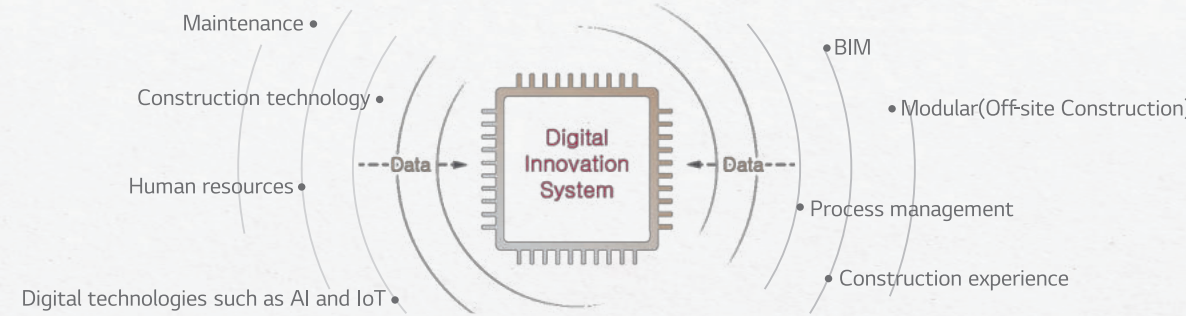 Maintenance
Construction technology
Human resources
Digital technologies such as AI and IoT
Data
Digital
Innovation
System
Data
BIM
Modular(Off-site Construction)
Process management
Construction experience